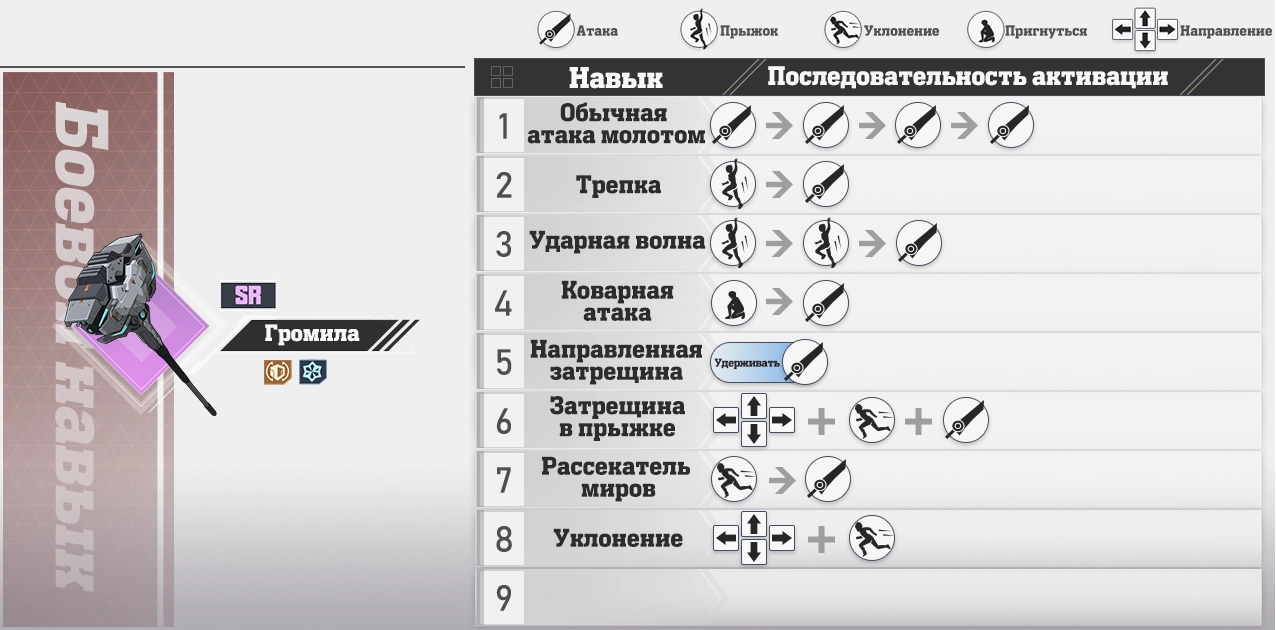 Атака
Прыжок
Уклонение
Пригнуться
Направление
Навык
Последовательность активации
1
Обычная
атака молотом
2
Трепка
3
Ударная волна
4
Коварная
атака
5
Направленная
затрещина
Удерживать
6
Затрещина
в прыжке
7
Рассекатель
миров
8
Уклонение
9
Боевой навык
SR
Громила